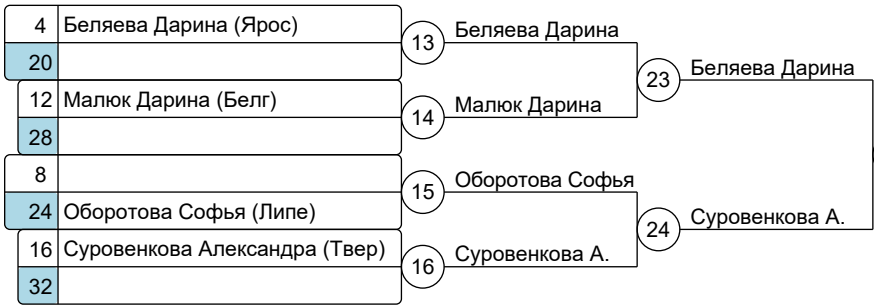 4 Беляева Дарина (Ярос)
20
13 Беляева Дарина
12 Малюк Дарина (Белг)
28
14 Малюк Дарина
23 Беляева Дарина
8
24 Оборотова Софья (Липе)
15 Оборотова Софья
16 Суровенкова Александра (Твер)
32
16 Суровенкова А.
24 Суровенкова А.